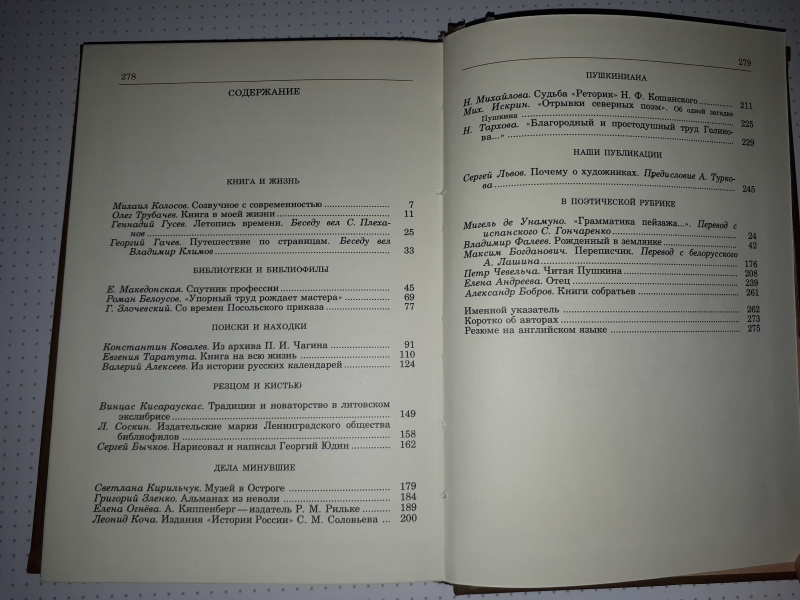 278
СОДЕРЖАНИЕ
КНИГА И ЖИЗНЬ
Михаил Колосов. Созвучное с современностью 7
Олег Трубачев. Книга в моей жизни 11
Геннадий Гусев. Летопись времени. Беседу вел С. Плеха-
нов 25
Георгий Гачев. Путешествие по страницам. Беседу вел
Владимир Климов 33
БИБЛИОТЕКИ И БИБЛИОФИЛЫ
Е. Македонская. Спутник профессии 45
Роман Белоусов. «Упорный труд рождает мастера» 69
Г. Злочевский. Со времен Посольского приказа 77
ПОИСКИ И НАХОДКИ
Константин Ковалев. Из архива П. И. Чагина 91
Евгения Таратута. Книга на всю жизнь 110
Валерий Алексеев. Из истории русских календарей 124
РЕЗЦОМ И КИСТЬЮ
Винцас Кисараускас. Традиции и новаторство в литовском
экслибрисе 149
Л. Соскин. Издательские марки Ленинградского общества
библиофилов 158
Сергей Бычков. Нарисовал и написал Георгий Юдин 162
ДЕЛА МИНУВШИЕ
Светлана Кирильчук. Музей в Остроге 179
Григорий Зленко. Альманах из неволи 184
Елена Огнёва. А. Киппенберг — издатель Р. М. Рильке 189
Леонид Коча. Издания «Истории России» С. М. Соловьева 200
279
ПУШКИНИАНА
Н. Михайлова. Судьба «Реторик» Н. Ф. Кошанского 211
Мих. Искрин. «Отрывки северных поэм». Об одной загадке
Пушкина 225
Н. Тархова. «Благородный и простодушный труд Голико-
ва...» 229
НАШИ ПУБЛИКАЦИИ
Сергей Львов. Почему о художниках. Предисловие А. Турко-
ва 245
В ПОЭТИЧЕСКОЙ РУБРИКЕ
Мигель де Унамуно. «Грамматика пейзажа...». Перевод с
испанского С. Гончаренко 24
Владимир Фалеев. Рожденный в землянке 42
Максим Богданович. Переписчик. Перевод с белорусского
А. Лашина 176
Петр Чевельча. Читая Пушкина 208
Елена Андреева. Отец 239
Александр Бобров. Книги собратьев 261
Именной указатель 262
Коротко об авторах 273
Резюме на английском языке 275